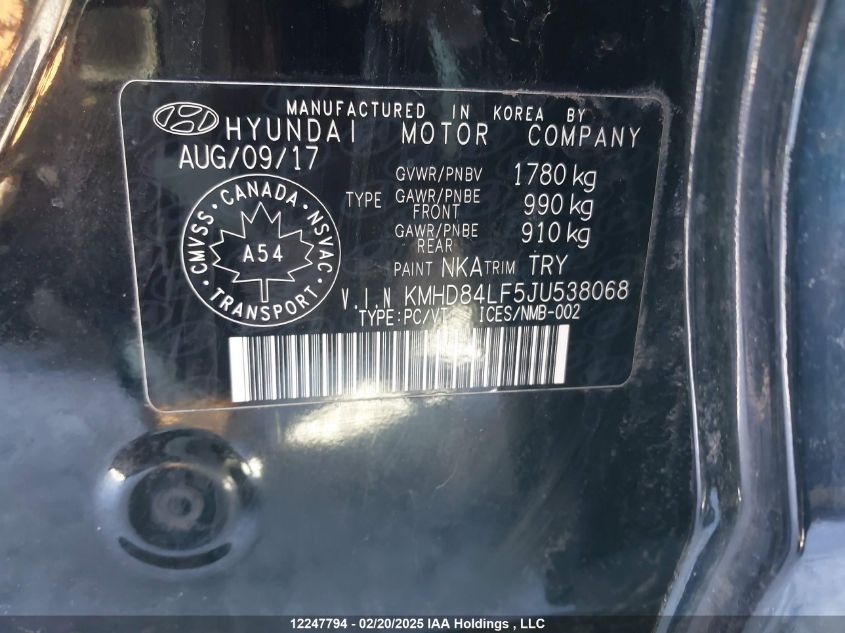 MANUFACTURED IN KOREA BY
HYUNDAI MOTOR COMPANY
AUG/09/17
GVWR/PNBV 1780 kg
TYPE GAWR/PNBE FRONT 990 kg
GAWR/PNBE REAR 910 kg
PAINT NKA TRIM TRY
CMVSS · CANADA · NSVAC · TRANSPORT ·
A54
V.I.N KMHD84LF5JU538068
TYPE:PC/VT ICES/NMB-002
12247794 - 02/20/2025 IAA Holdings , LLC